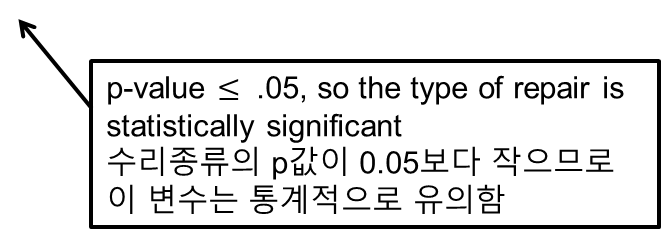 p-value ≤ .05, so the type of repair is
statistically significant
수리종류의 p값이 0.05보다 작으므로
이 변수는 통계적으로 유의함